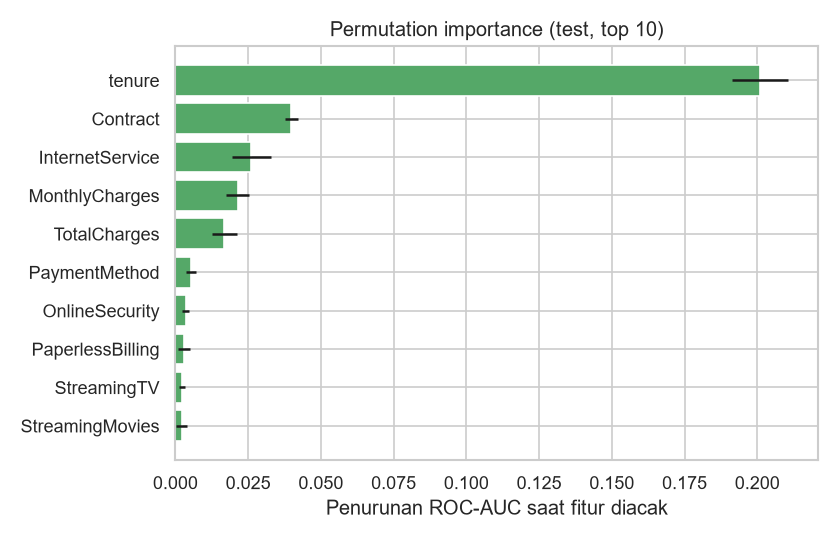 Permutation importance (test, top 10)
tenure
Contract
InternetService
MonthlyCharges
TotalCharges
PaymentMethod
OnlineSecurity
PaperlessBilling
StreamingTV
StreamingMovies
0.000 0.025 0.050 0.075 0.100 0.125 0.150 0.175 0.200
Penurunan ROC-AUC saat fitur diacak